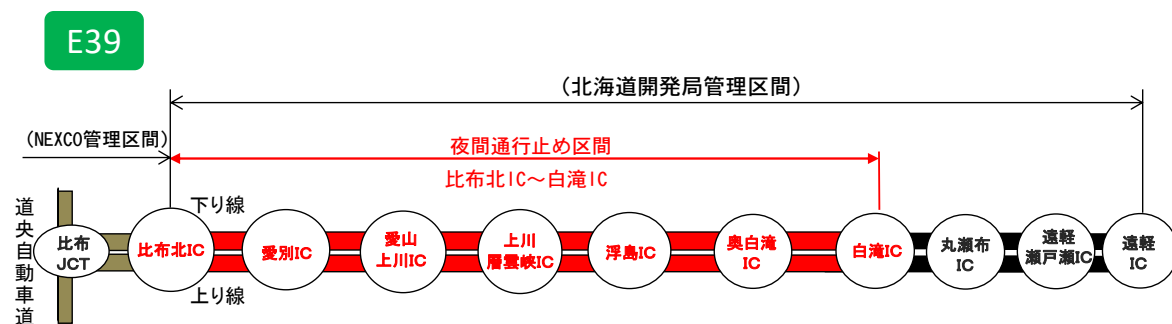 E39
(北海道開発局管理区間)
(NEXCO管理区間)
夜間通行止め区間
比布北IC～白滝IC
道央自動車道
下り線
比布
JCT
比布北IC
愛別IC
愛山
上川IC
上川
層雲峡IC
浮島IC
奥白滝
IC
白滝IC
丸瀬布
IC
遠軽
瀬戸瀬IC
遠軽
IC
上り線